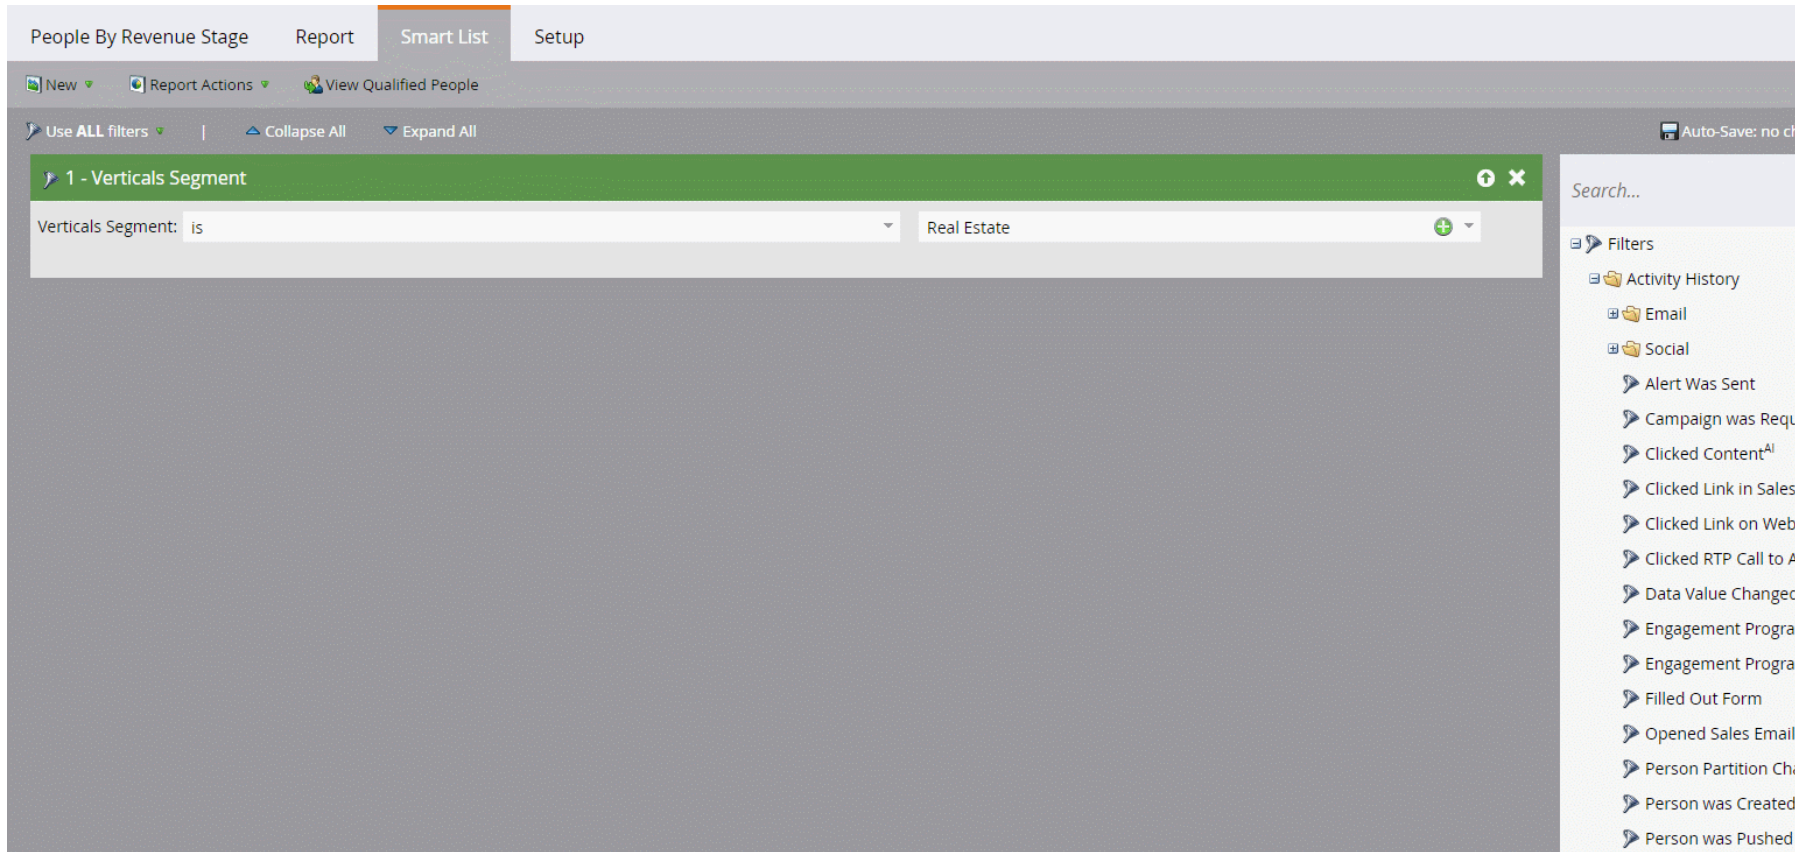 People By Revenue Stage Report Smart List Setup
New Report Actions View Qualified People
Use ALL filters | Collapse All Expand All Auto-Save: no
1 - Verticals Segment
Search...
Verticals Segment: is Real Estate
Filters
Activity History
Email
Social
Alert Was Sent
Campaign was
Clicked Content AI
Clicked Link in Sales
Clicked Link on Web
Clicked RTP Call to
Data Value Changed
Engagement
Engagement
Filled Out Form
Opened Sales Email
Person Partition
Person was Created
Person was Pushed